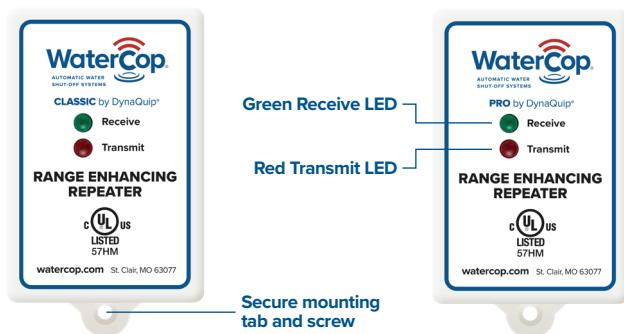 WaterCop®
AUTOMATIC WATER
SHUT-OFF SYSTEMS
CLASSIC by DynaQuip®
Receive
Transmit
RANGE ENHANCING
REPEATER
C UL US
LISTED
57HM
watercop.com St. Clair, MO 63077
Green Receive LED
Red Transmit LED
Secure mounting
tab and screw
WaterCop®
AUTOMATIC WATER
SHUT-OFF SYSTEMS
PRO by DynaQuip®
Receive
Transmit
RANGE ENHANCING
REPEATER
C UL US
LISTED
57HM
watercop.com St. Clair, MO 63077